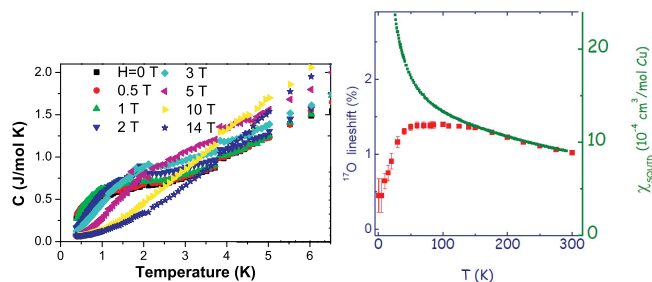 2.0
1.5
1.0
0.5
0.0
C (J/mol K)
H=0 T
0.5 T
1 T
2 T
3 T
5 T
10 T
14 T
0 1 2 3 4 5 6
Temperature (K)
3
2
1
0
17O lineshift (%)
0 100 200 300
T (K)
20
10
0
χSQUID (10-4 cm3/mol Cu)